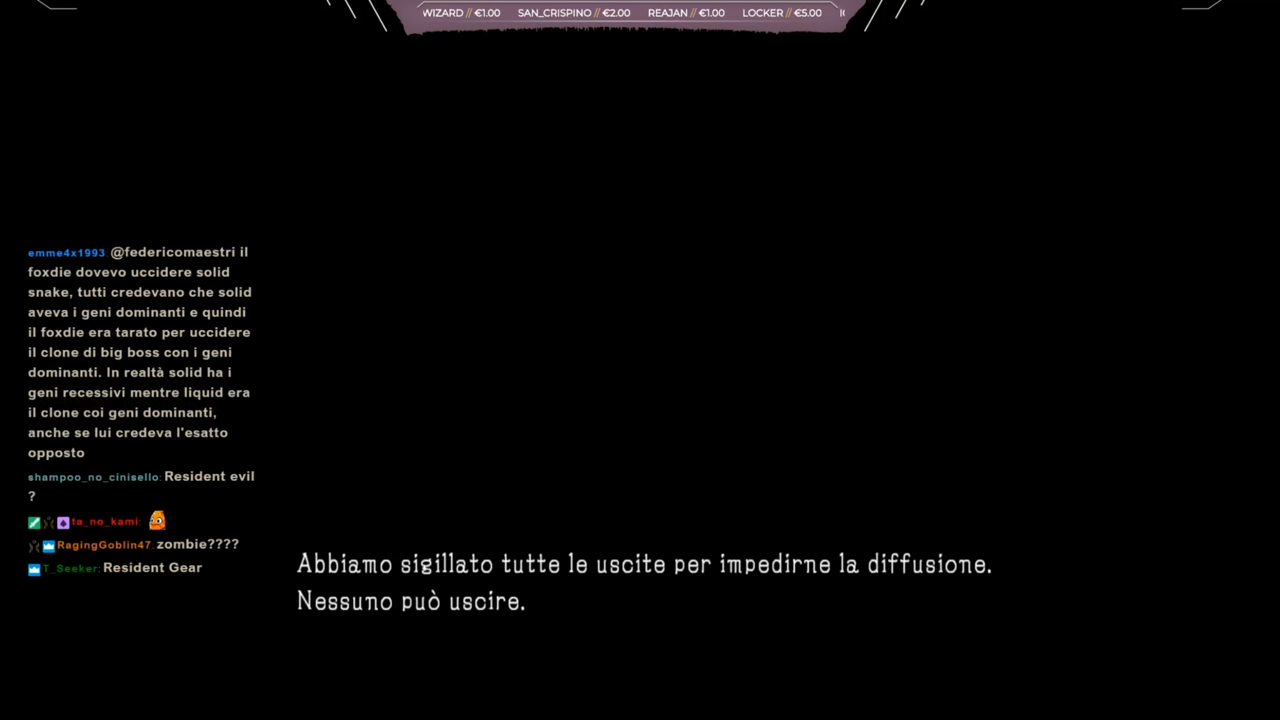 WIZARD // €1.00 SAN_CRISPINO // €2.00 REAJAN // €1.00 LOCKER // €5.00
emme4x1993: @federicomaestri il
foxdie dovevo uccidere solid
snake, tutti credevano che solid
aveva i geni dominanti e quindi
il foxdie era tarato per uccidere
il clone di big boss con i geni
dominanti. In realtà solid ha i
geni recessivi mentre liquid era
il clone coi geni dominanti,
anche se lui credeva l'esatto
opposto
shampoo_no_cinisello: Resident evil
?
ta_no_kami:
RagingGoblin47: zombie????
T_Seeker: Resident Gear
Abbiamo sigillato tutte le uscite per impedirne la diffusione.
Nessuno può uscire.